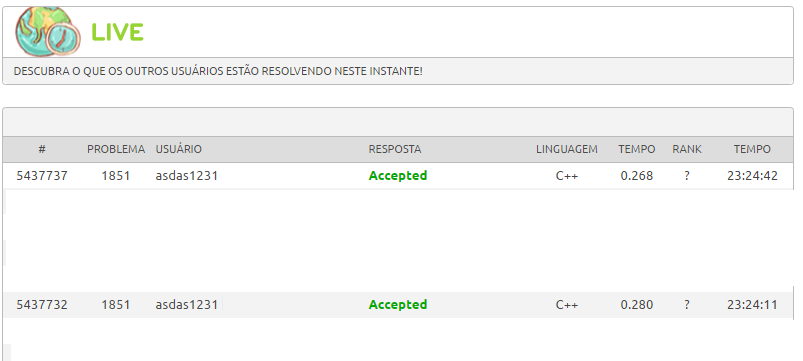 LIVE
DESCUBRA O QUE OS OUTROS USUÁRIOS ESTÃO RESOLVENDO NESTE INSTANTE!
# PROBLEMA USUÁRIO RESPOSTA LINGUAGEM TEMPO RANK TEMPO
5437737 1851 asdas1231 Accepted C++ 0.268 ? 23:24:42
5437732 1851 asdas1231 Accepted C++ 0.280 ? 23:24:11